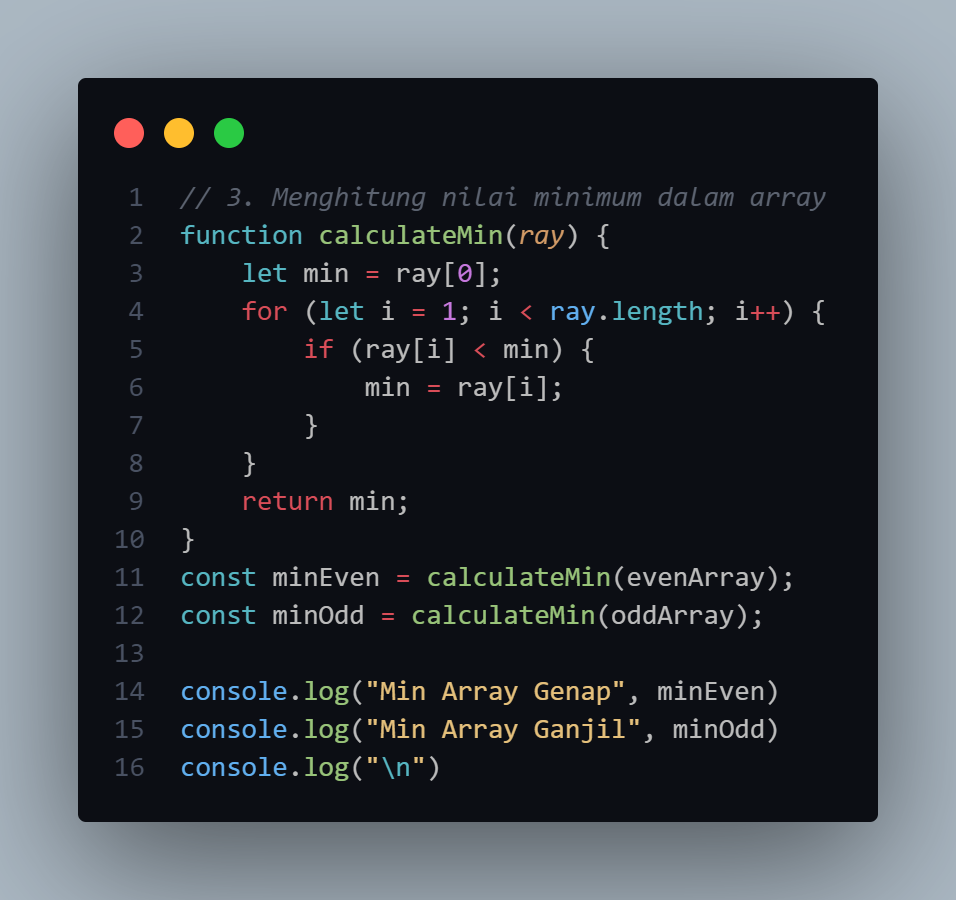 1 // 3. Menghitung nilai minimum dalam array
2 function calculateMin(ray) {
3     let min = ray[0];
4     for (let i = 1; i < ray.length; i++) {
5         if (ray[i] < min) {
6             min = ray[i];
7         }
8     }
9     return min;
10 }
11 const minEven = calculateMin(evenArray);
12 const minOdd = calculateMin(oddArray);
13
14 console.log("Min Array Genap", minEven)
15 console.log("Min Array Ganjil", minOdd)
16 console.log("\n")